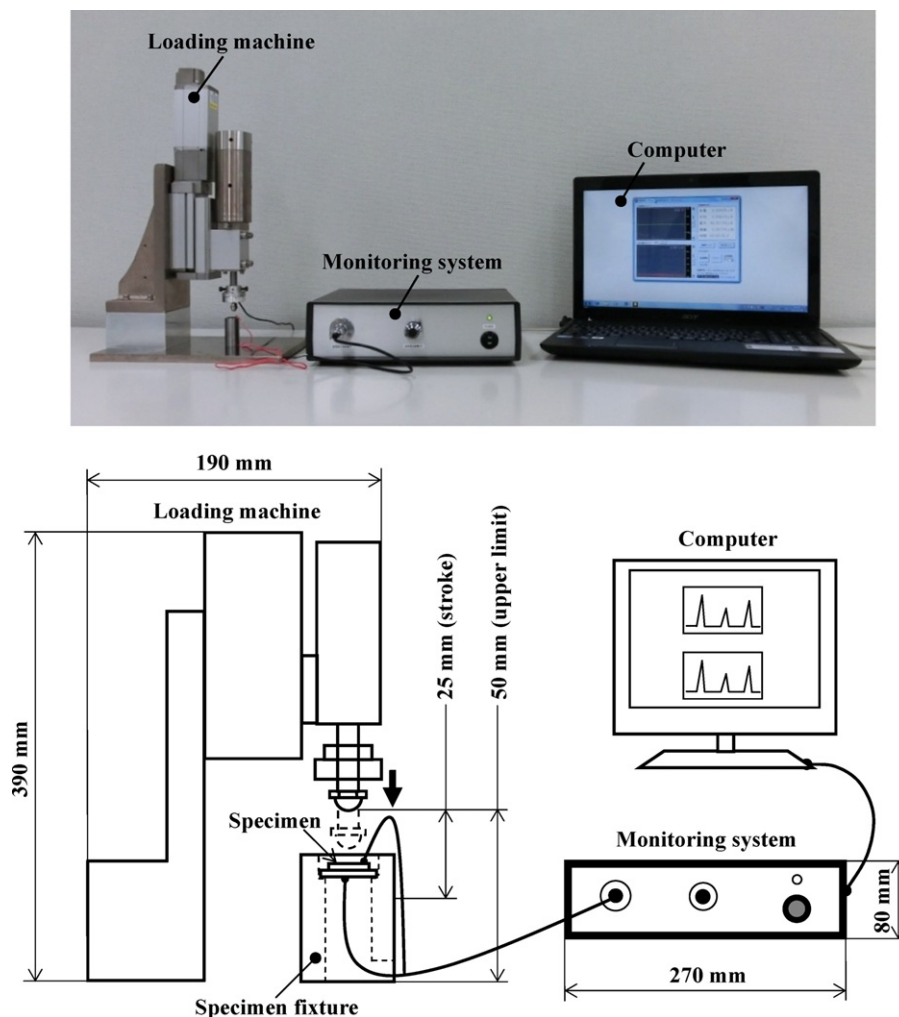 Loading machine
Computer
Monitoring system
acer
190 mm
Loading machine
390 mm
25 mm (stroke)
50 mm (upper limit)
Computer
Specimen
Monitoring system
80 mm
270 mm
Specimen fixture